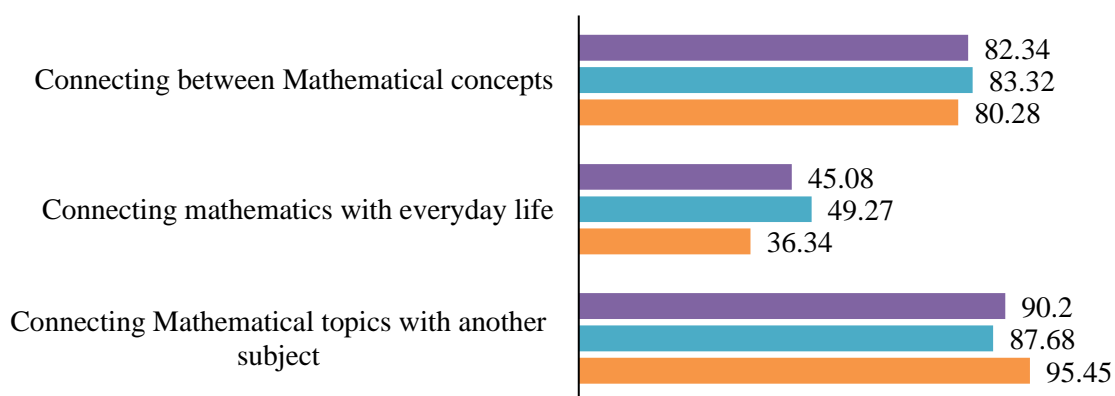 Connecting between Mathematical concepts
82.34
83.32
80.28
Connecting mathematics with everyday life
45.08
49.27
36.34
Connecting Mathematical topics with another
subject
90.2
87.68
95.45